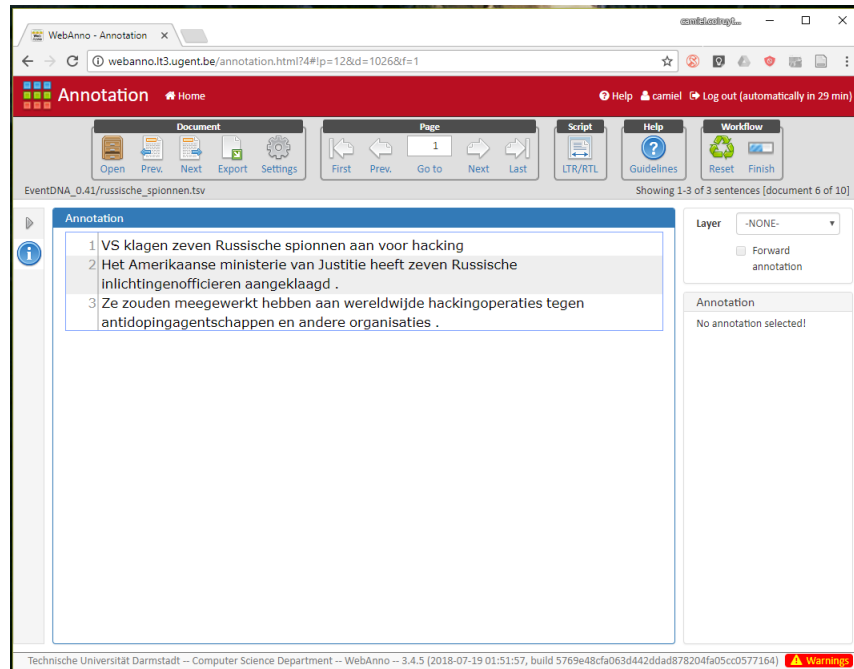 WebAnno - Annotation
webanno.lt3.ugent.be/annotation.html?4#!p=12&d=1026&f=1
Annotation Home Help camiel Log out (automatically in 29 min)
Document Page Script Help Workflow
1
Open Prev. Next Export Settings First Prev. Go to Next Last LTR/RTL Guidelines Reset Finish
EventDNA_0.41/russische_spionnen.tsv Showing 1-3 of 3 sentences [document 6 of 10]
Annotation
1 VS klagen zeven Russische spionnen aan voor hacking
2 Het Amerikaanse ministerie van Justitie heeft zeven Russische
inlichtingenofficieren aangeklaagd .
3 Ze zouden meegewerkt hebben aan wereldwijde hackingoperaties tegen
antidopingagentschappen en andere organisaties .
Layer -NONE-
Forward
annotation
Annotation
No annotation selected!
Technische Universität Darmstadt -- Computer Science Department -- WebAnno -- 3.4.5 (2018-07-19 01:51:57, build 5769e48cfa063d442ddad878204fa05cc0577164) Warnings